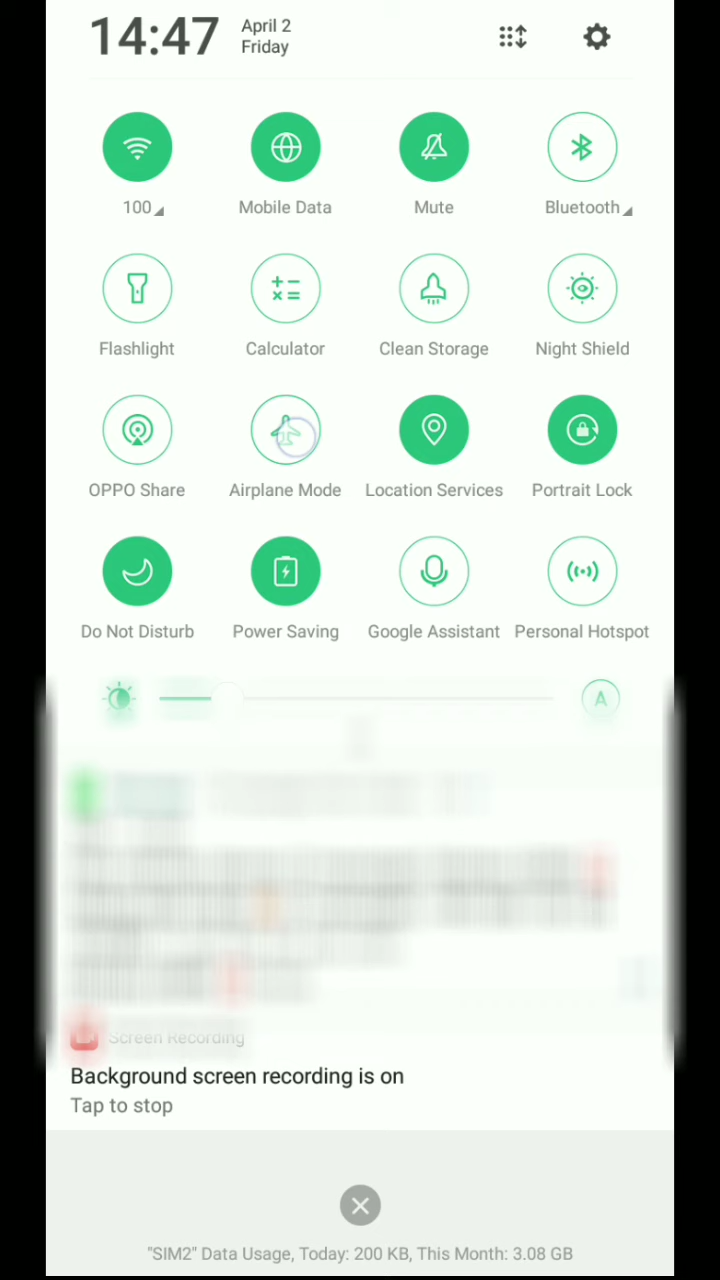 14:47
April 2
Friday
100
Mobile Data
Mute
Bluetooth
Flashlight
Calculator
Clean Storage
Night Shield
OPPO Share
Airplane Mode
Location Services
Portrait Lock
Do Not Disturb
Power Saving
Google Assistant
Personal Hotspot
A
Screen Recording
Background screen recording is on
Tap to stop
"SIM2" Data Usage, Today: 200 KB, This Month: 3.08 GB